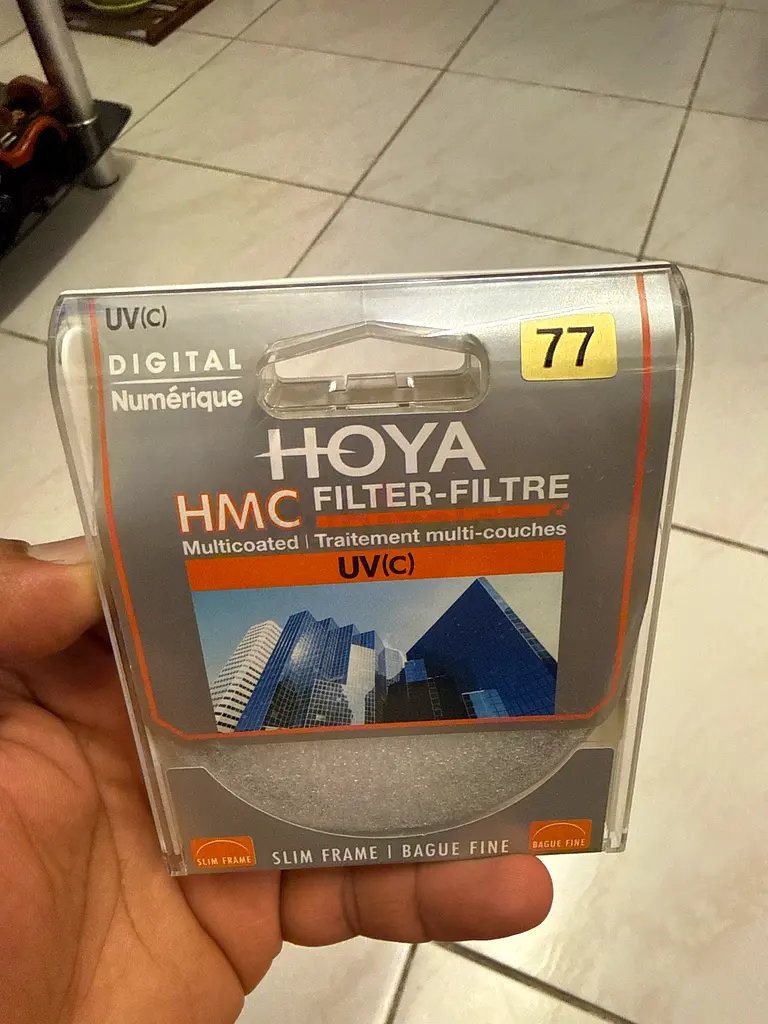 UV(C)
DIGITAL
Numérique
77
HOYA
HMC FILTER-FILTRE
Multicoated | Traitement multi-couches
UV(C)
SLIM FRAME
SLIM FRAME | BAGUE FINE
BAGUE FINE